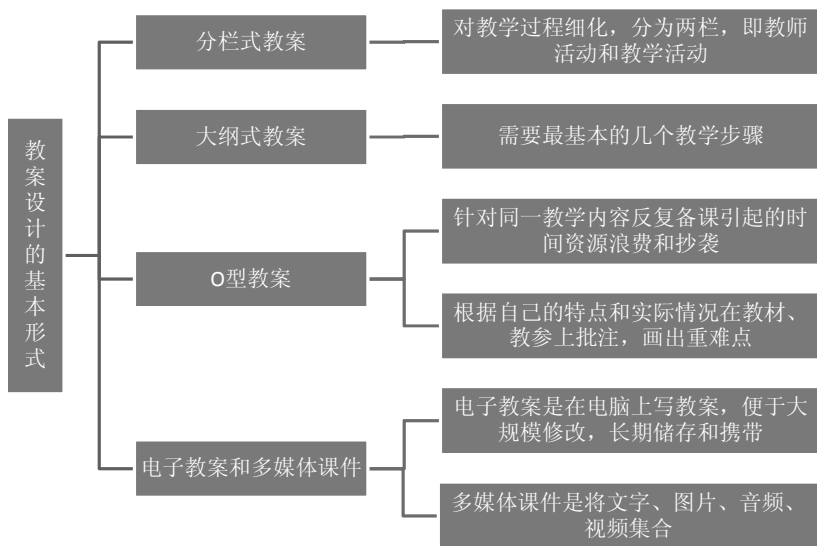 教案设计的基本形式
分栏式教案
对教学过程细化，分为两栏，即教师
活动和教学活动
大纲式教案
需要最基本的几个教学步骤
O型教案
针对同一教学内容反复备课引起的时
间资源浪费和抄袭
根据自己的特点和实际情况在教材、
教参上批注，画出重难点
电子教案和多媒体课件
电子教案是在电脑上写教案，便于大
规模修改，长期储存和携带
多媒体课件是将文字、图片、音频、
视频集合